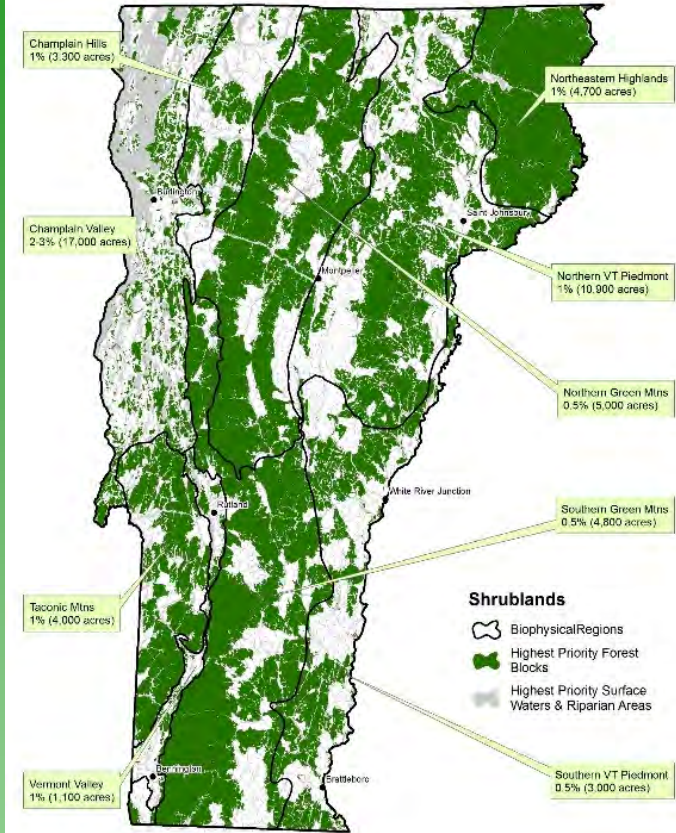 Champlain Hills
1% (3,300 acres)
Northeastern Highlands
1% (4,700 acres)
Burlington
Saint Johnsbury
Champlain Valley
2-3% (17,000 acres)
Montpelier
Northern VT Piedmont
1% (10,900 acres)
Northern Green Mtns
0.5% (5,000 acres)
White River Junction
Rutland
Southern Green Mtns
0.5% (4,800 acres)
Taconic Mtns
1% (4,000 acres)
Shrublands
BiophysicalRegions
Highest Priority Forest
Blocks
Highest Priority Surface
Waters & Riparian Areas
Bennington
Brattleboro
Vermont Valley
1% (1,100 acres)
Southern VT Piedmont
0.5% (3,000 acres)